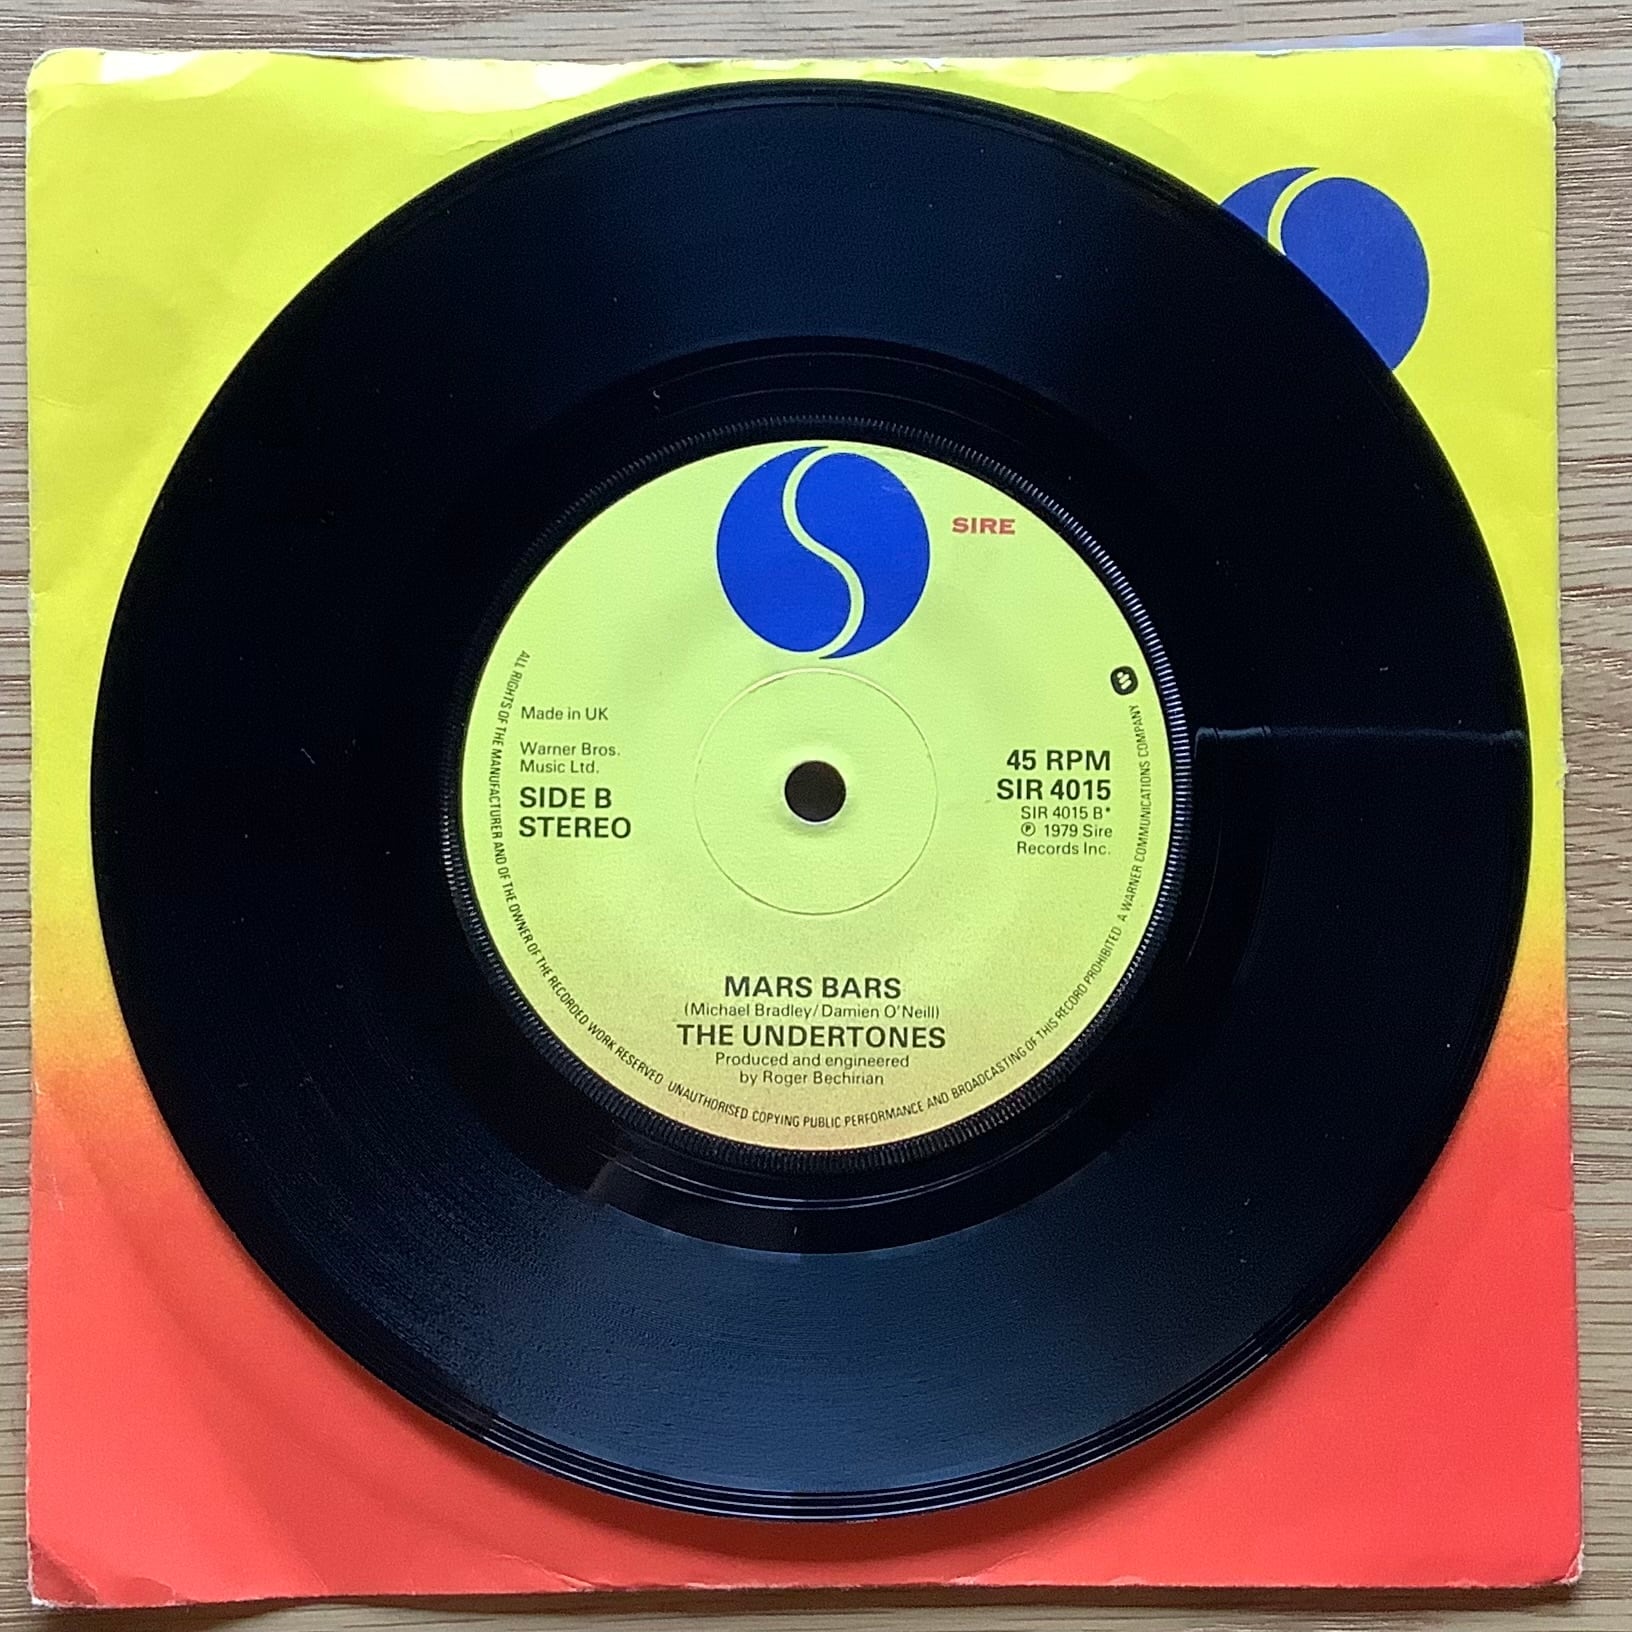 SIRE
Made in UK
Warner Bros.
Music Ltd.
SIDE B
STEREO
45 RPM
SIR 4015
SIR 4015 B*
℗ 1979 Sire
Records Inc.
MARS BARS
(Michael Bradley/Damien O'Neill)
THE UNDERTONES
Produced and engineered
by Roger Bechirian
ALL RIGHTS OF THE MANUFACTURER AND OF THE OWNER OF THE RECORDED WORK RESERVED UNAUTHORISED COPYING PUBLIC PERFORMANCE AND BROADCASTING OF THIS RECORD PROHIBITED A WARNER COMMUNICATIONS COMPANY